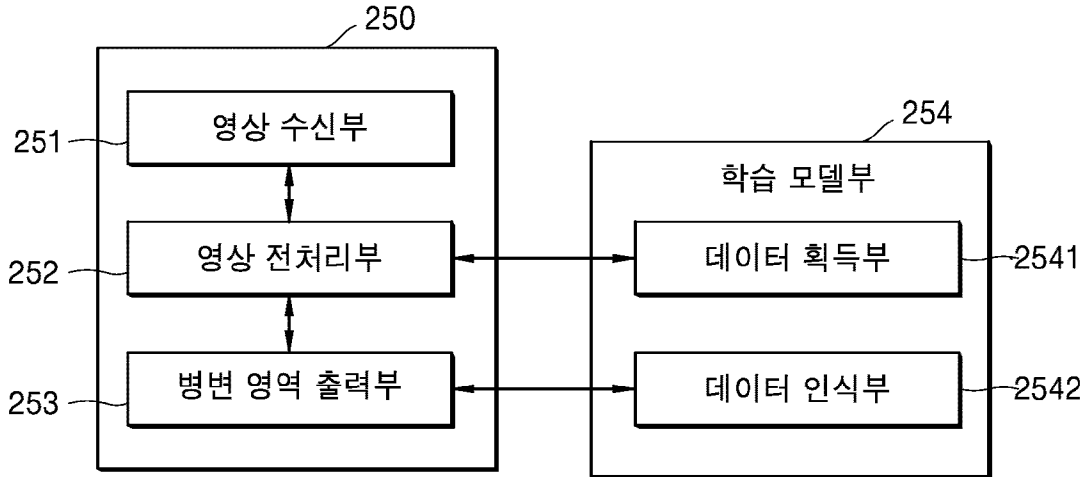 250
251
영상 수신부
254
학습 모델부
252
영상 전처리부
데이터 획득부
2541
253
병변 영역 출력부
데이터 인식부
2542